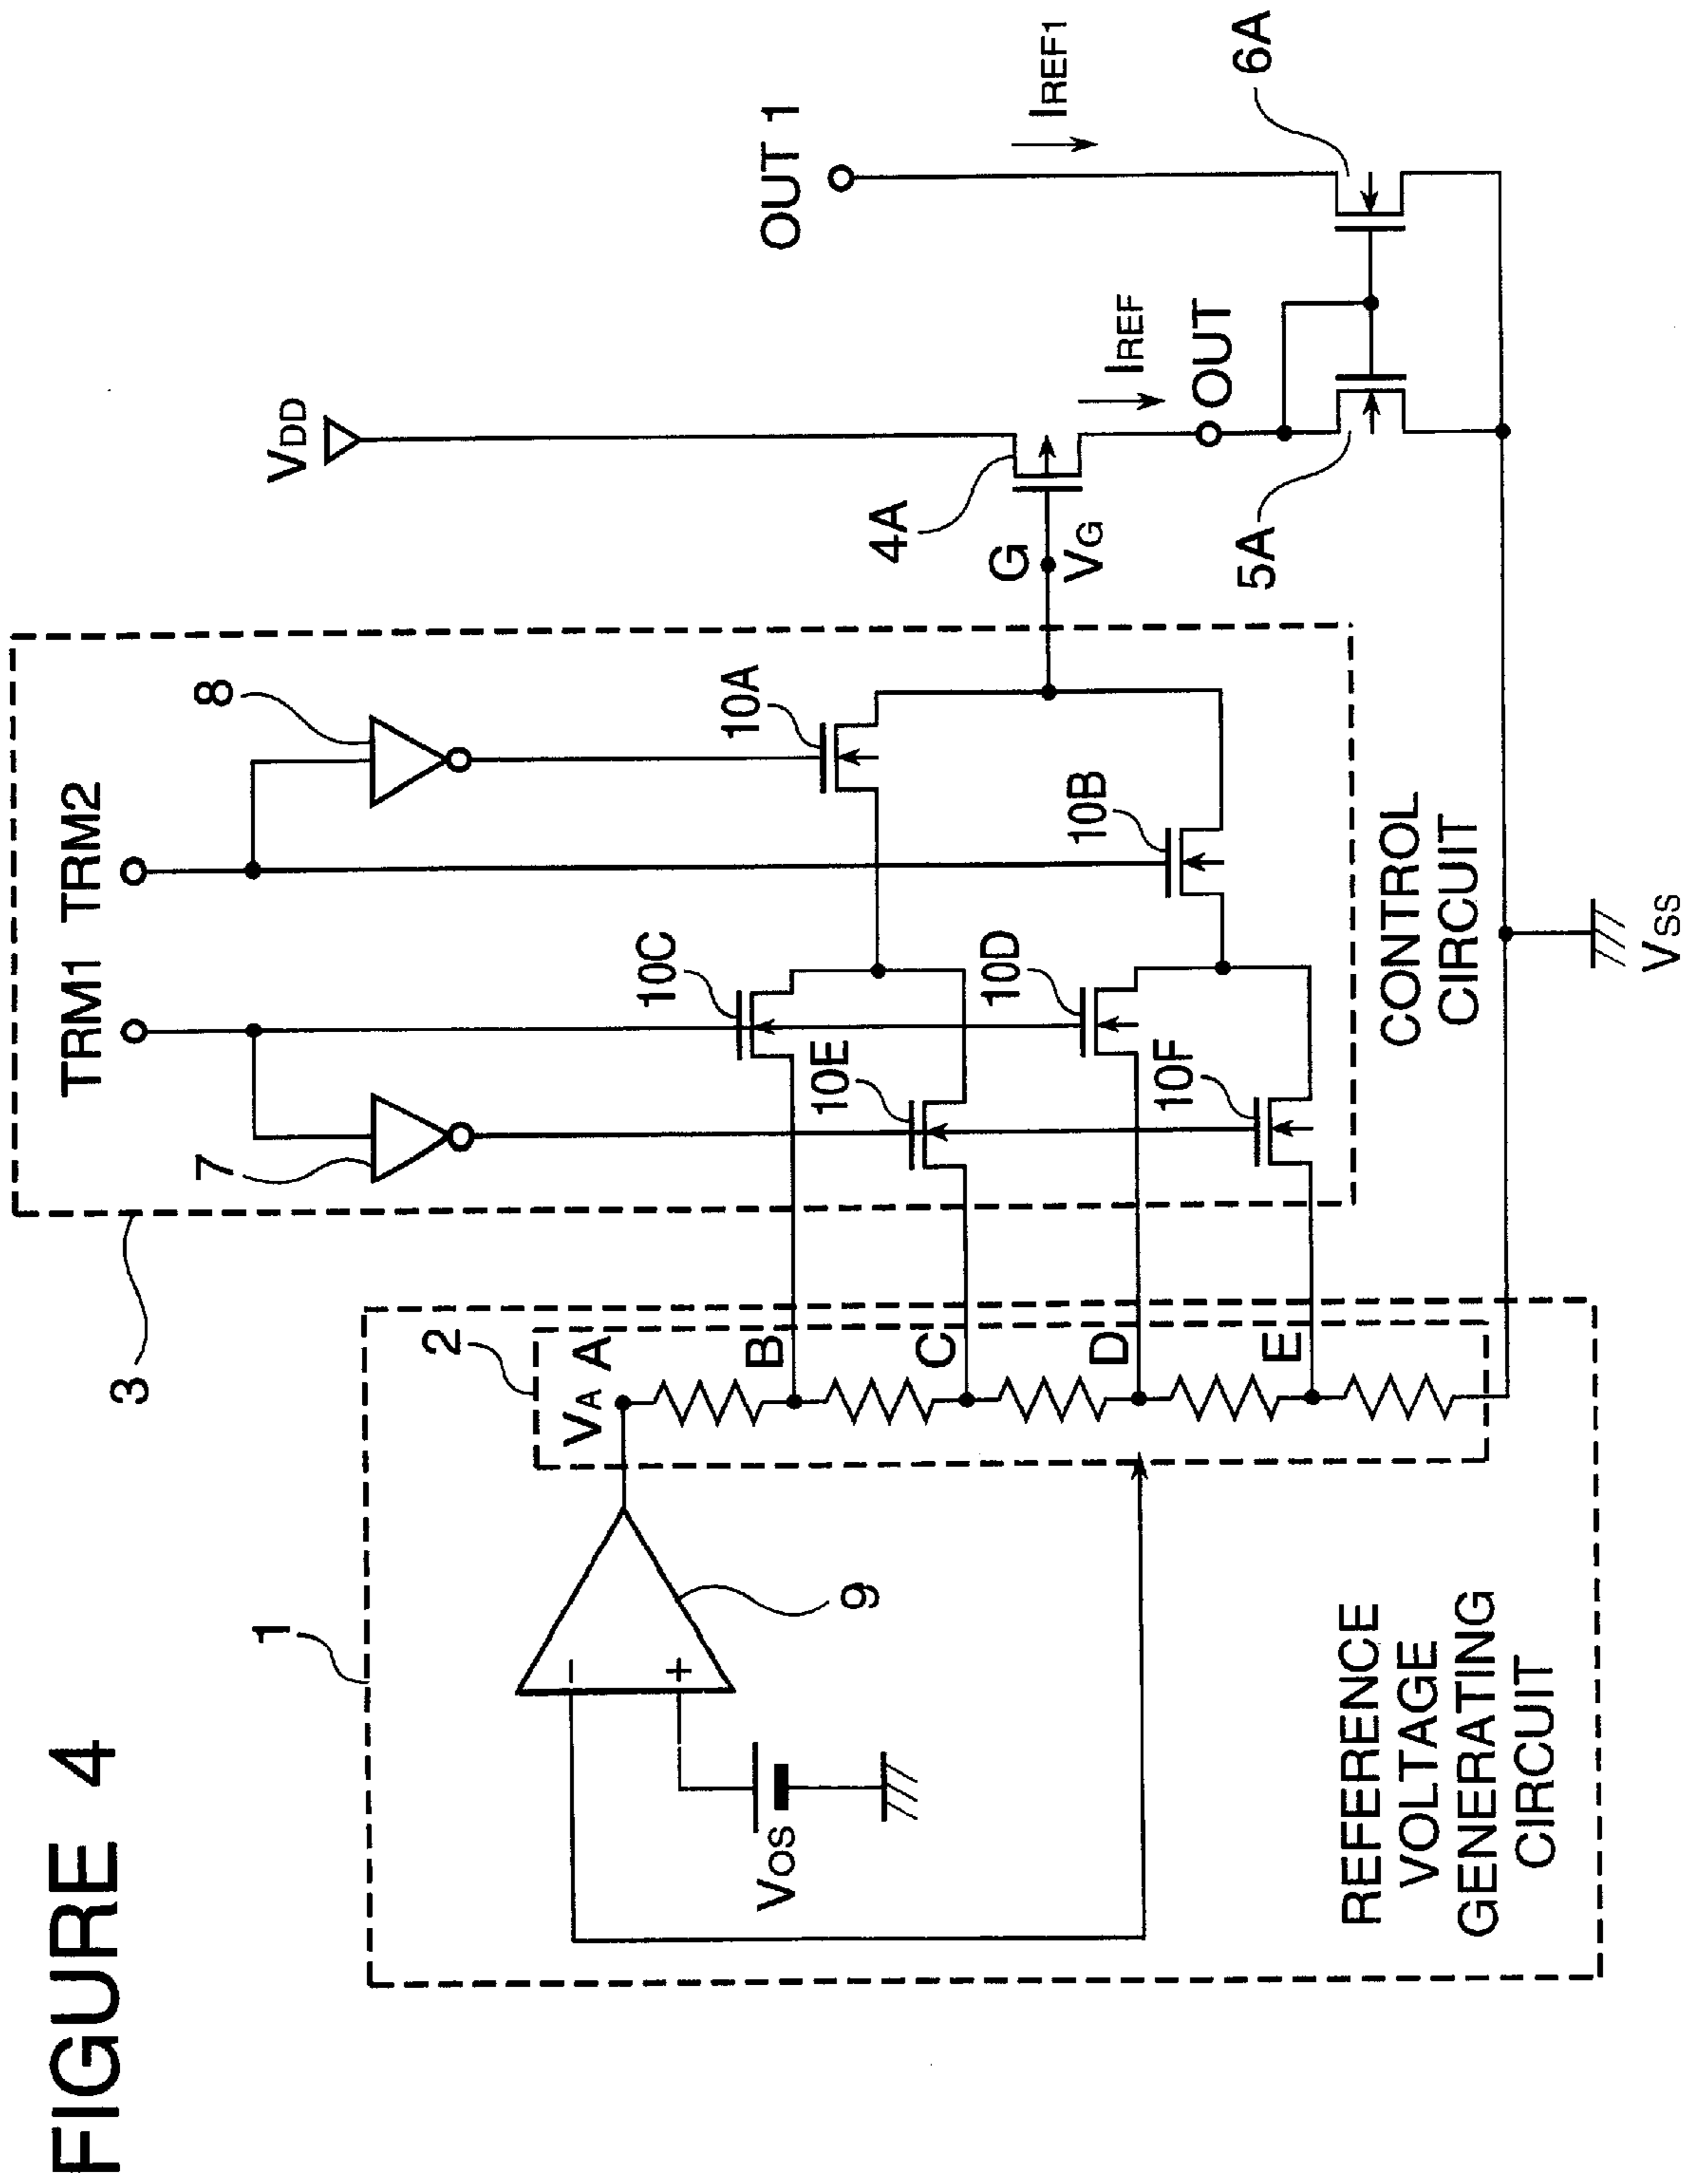 FIGURE 4
1
REFERENCE
VOLTAGE
GENERATING
CIRCUIT
9
−
+
VOS
2
VA A
B
C
D
E
3
TRM1 TRM2
7
8
10A
10B
10C
10D
10E
10F
CONTROL
CIRCUIT
VSS
VDD
4A
G
VG
IREF
OUT
5A
OUT 1
IREF1
6A